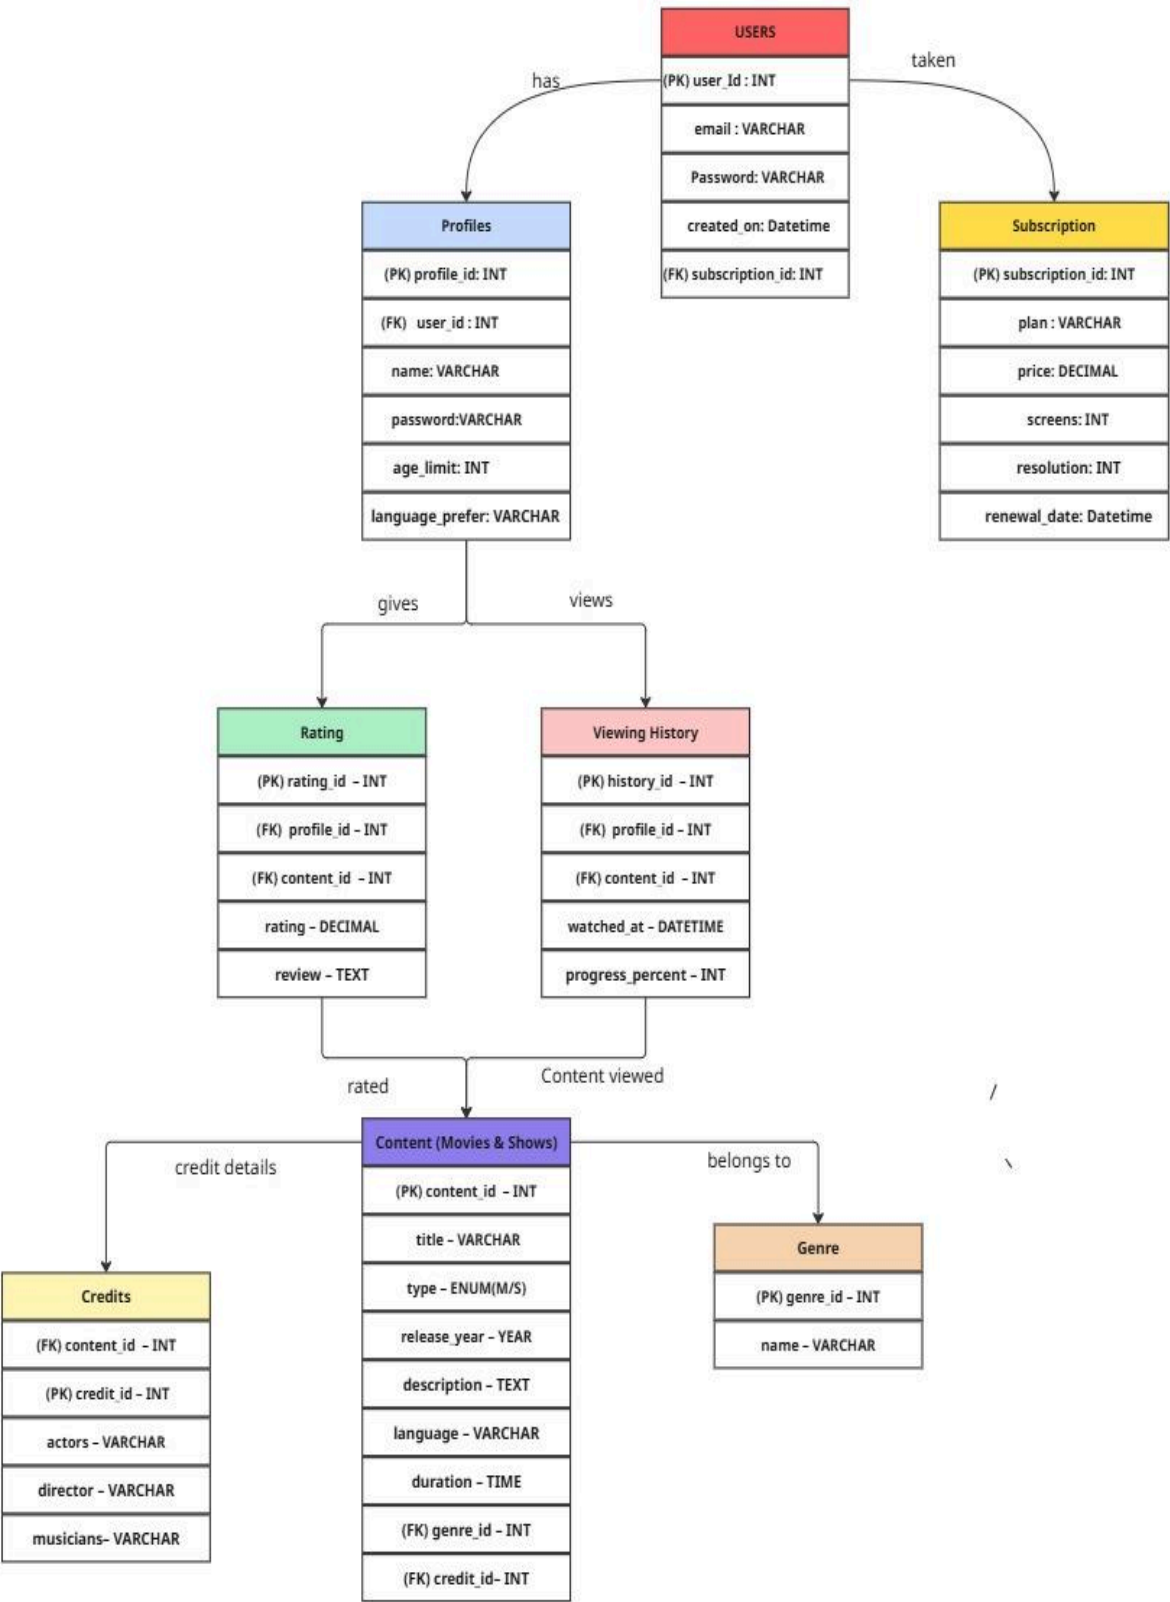 USERS
(PK) user_Id : INT
email : VARCHAR
Password: VARCHAR
created_on: Datetime
(FK) subscription_id: INT
has
taken
Profiles
(PK) profile_id: INT
(FK) user_id : INT
name: VARCHAR
password:VARCHAR
age_limit: INT
language_prefer: VARCHAR
Subscription
(PK) subscription_id: INT
plan : VARCHAR
price: DECIMAL
screens: INT
resolution: INT
renewal_date: Datetime
gives
views
Rating
(PK) rating_id – INT
(FK) profile_id – INT
(FK) content_id – INT
rating – DECIMAL
review – TEXT
Viewing History
(PK) history_id – INT
(FK) profile_id – INT
(FK) content_id – INT
watched_at – DATETIME
progress_percent – INT
rated
Content viewed
/
\
Content (Movies & Shows)
(PK) content_id – INT
title – VARCHAR
type – ENUM(M/S)
release_year – YEAR
description – TEXT
language – VARCHAR
duration – TIME
(FK) genre_id – INT
(FK) credit_id– INT
credit details
belongs to
Credits
(FK) content_id – INT
(PK) credit_id – INT
actors – VARCHAR
director – VARCHAR
musicians– VARCHAR
Genre
(PK) genre_id – INT
name – VARCHAR